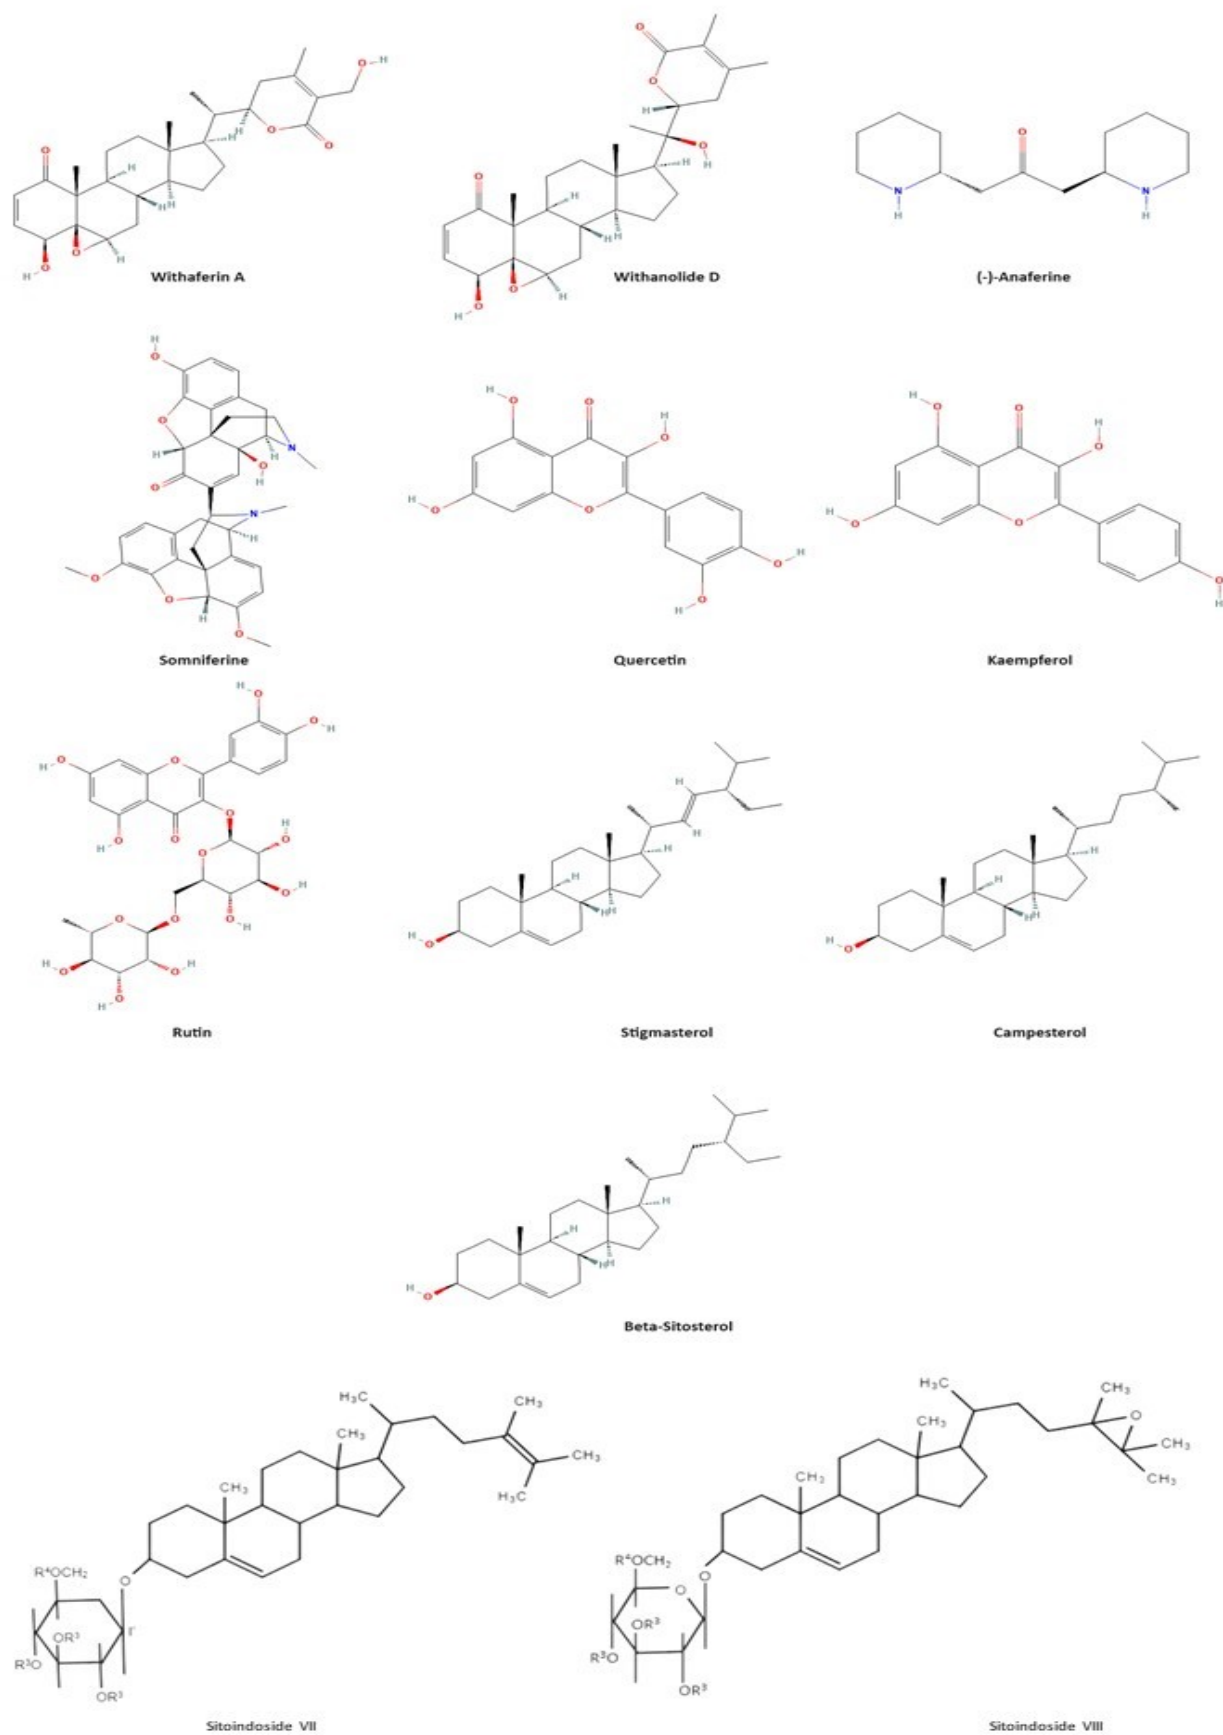 Withaferin A
Withanolide D
(-)-Anaferine
Somniferine
Quercetin
Kaempferol
Rutin
Stigmasterol
Campesterol
Beta-Sitosterol
H₃C
CH₃
CH₃
CH₃
CH₃
H₃C
R⁴OCH₂
O
OR³
R³O
OR³
Sitoindoside VII
H₃C
CH₃
CH₃
O
CH₃
CH₃
CH₃
R⁴OCH₂
O
O
OR³
R³O
OR³
Sitoindoside VIII